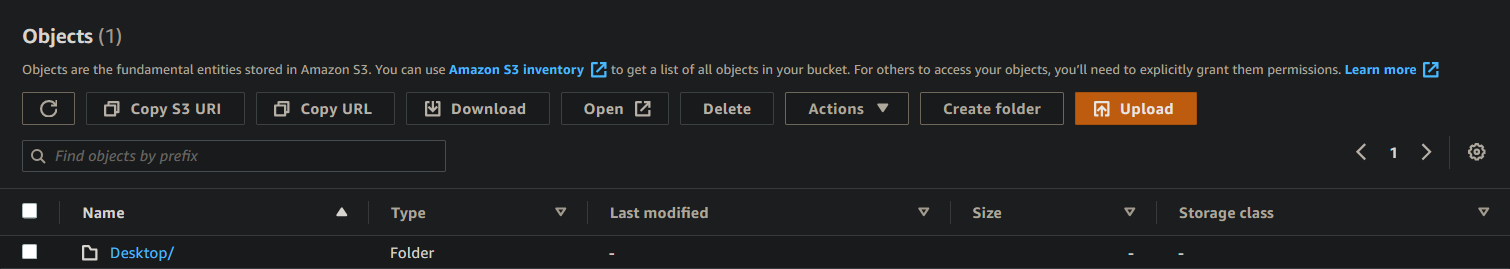 Objects (1)
Objects are the fundamental entities stored in Amazon S3. You can use Amazon S3 inventory to get a list of all objects in your bucket. For others to access your objects, you'll need to explicitly grant them permissions. Learn more
Copy S3 URI Copy URL Download Open Delete Actions Create folder Upload
Find objects by prefix 1
Name Type Last modified Size Storage class
Desktop/ Folder - - -